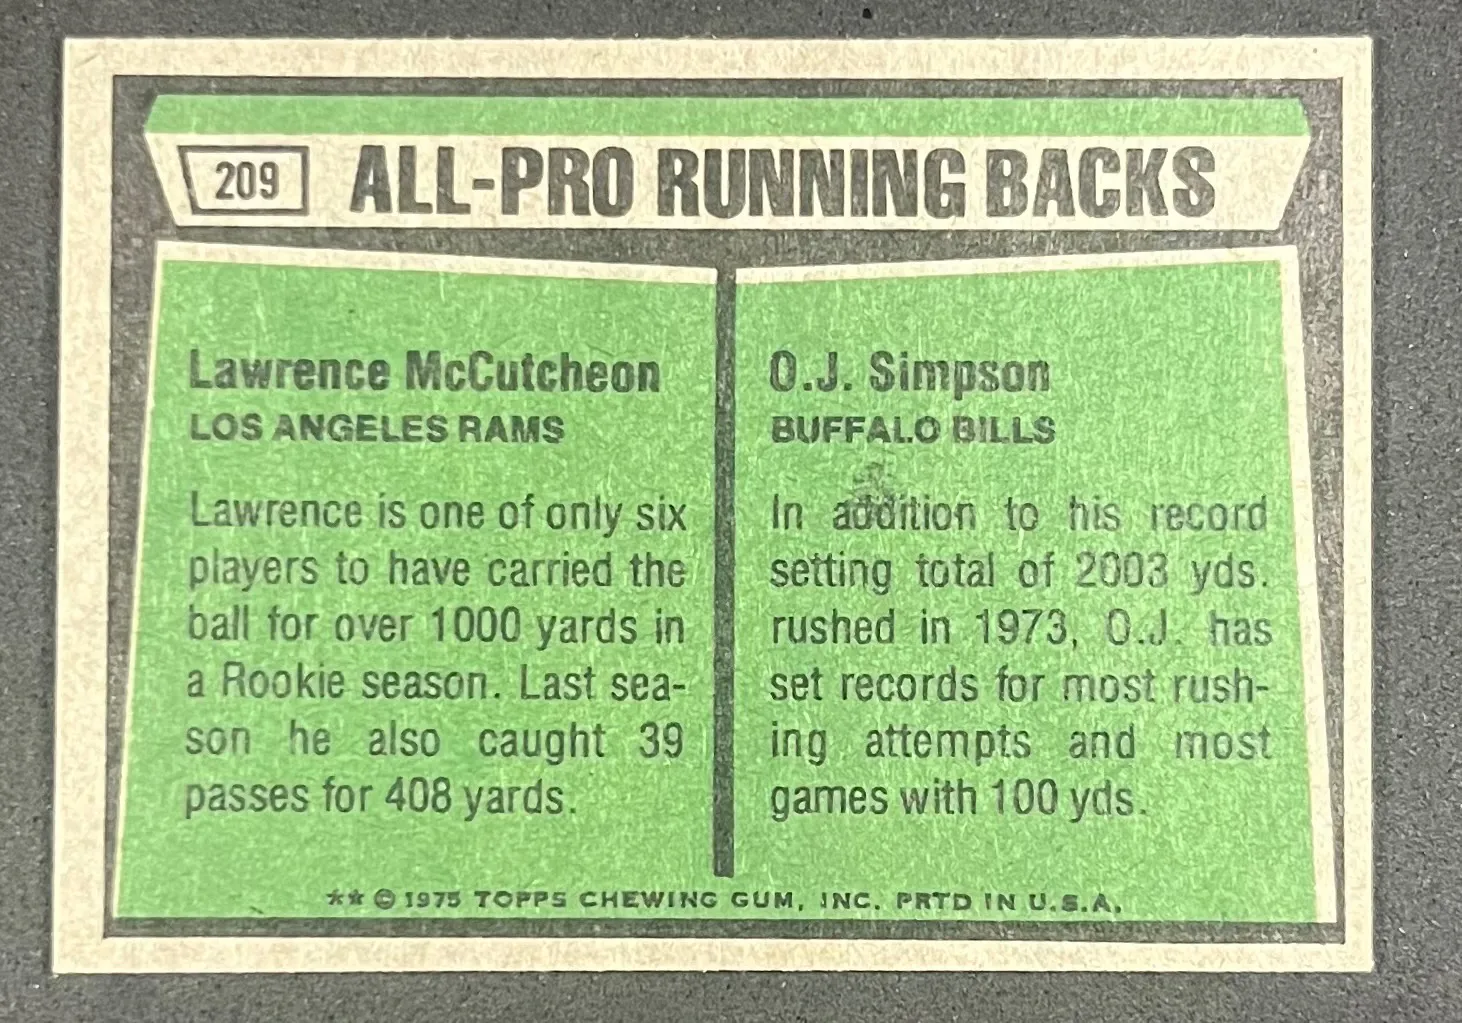 209 ALL-PRO RUNNING BACKS
Lawrence McCutcheon
LOS ANGELES RAMS
Lawrence is one of only six
players to have carried the
ball for over 1000 yards in
a Rookie season. Last sea-
son he also caught 39
passes for 408 yards.
O.J. Simpson
BUFFALO BILLS
In addition to his record
setting total of 2003 yds.
rushed in 1973, O.J. has
set records for most rush-
ing attempts and most
games with 100 yds.
** © 1975 TOPPS CHEWING GUM, INC. PRTD IN U.S.A.